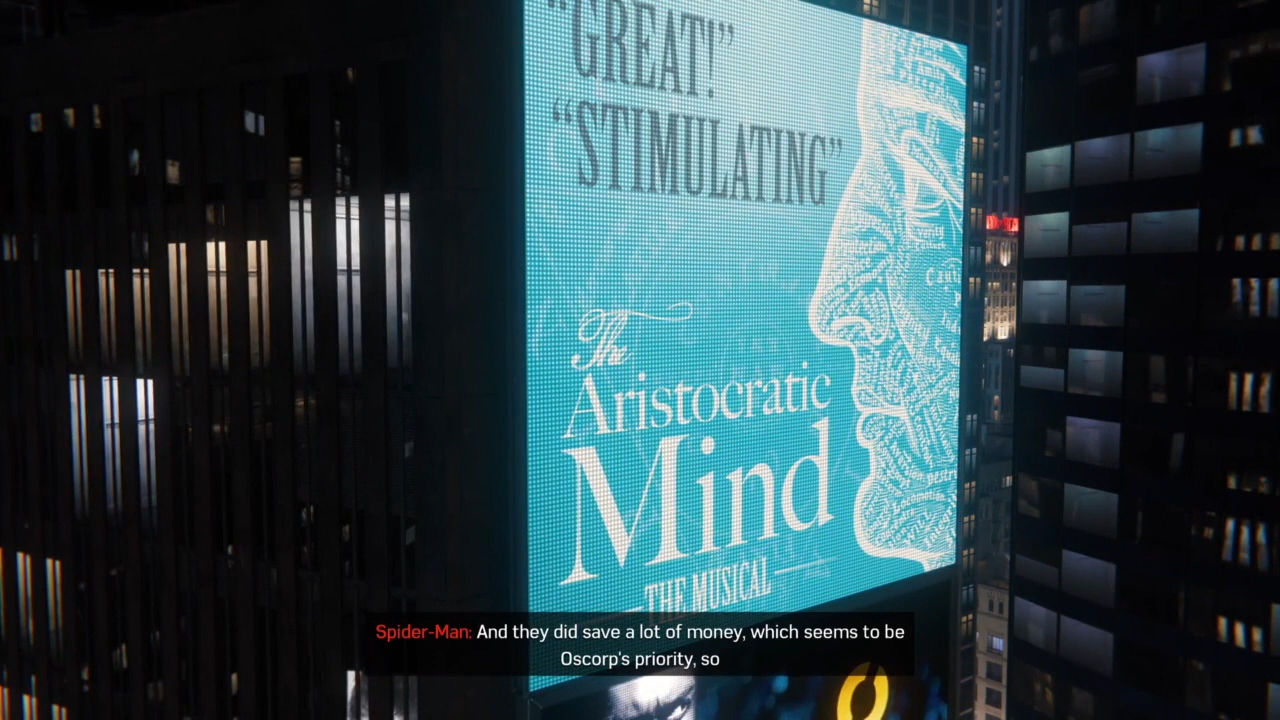 “GREAT!”
“STIMULATING”
The
Aristocratic
Mind
THE MUSICAL
Spider-Man: And they did save a lot of money, which seems to be
Oscorp's priority, so